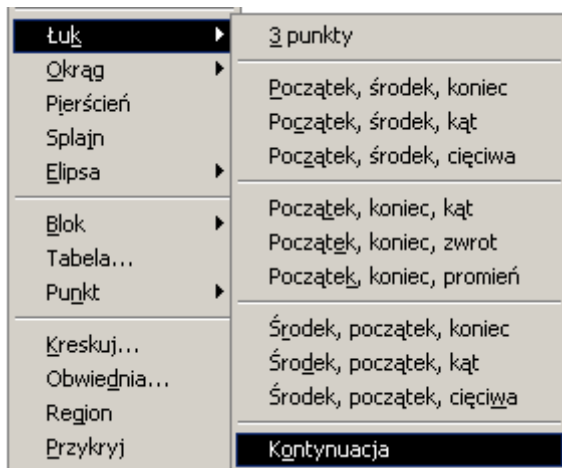 Łuk
Okrąg
Pierścień
Splajn
Elipsa
Blok
Tabela...
Punkt
Kreskuj...
Obwiednia...
Region
Przykryj
3 punkty
Początek, środek, koniec
Początek, środek, kąt
Początek, środek, cięciwa
Początek, koniec, kąt
Początek, koniec, zwrot
Początek, koniec, promień
Środek, początek, koniec
Środek, początek, kąt
Środek, początek, cięciwa
Kontynuacja